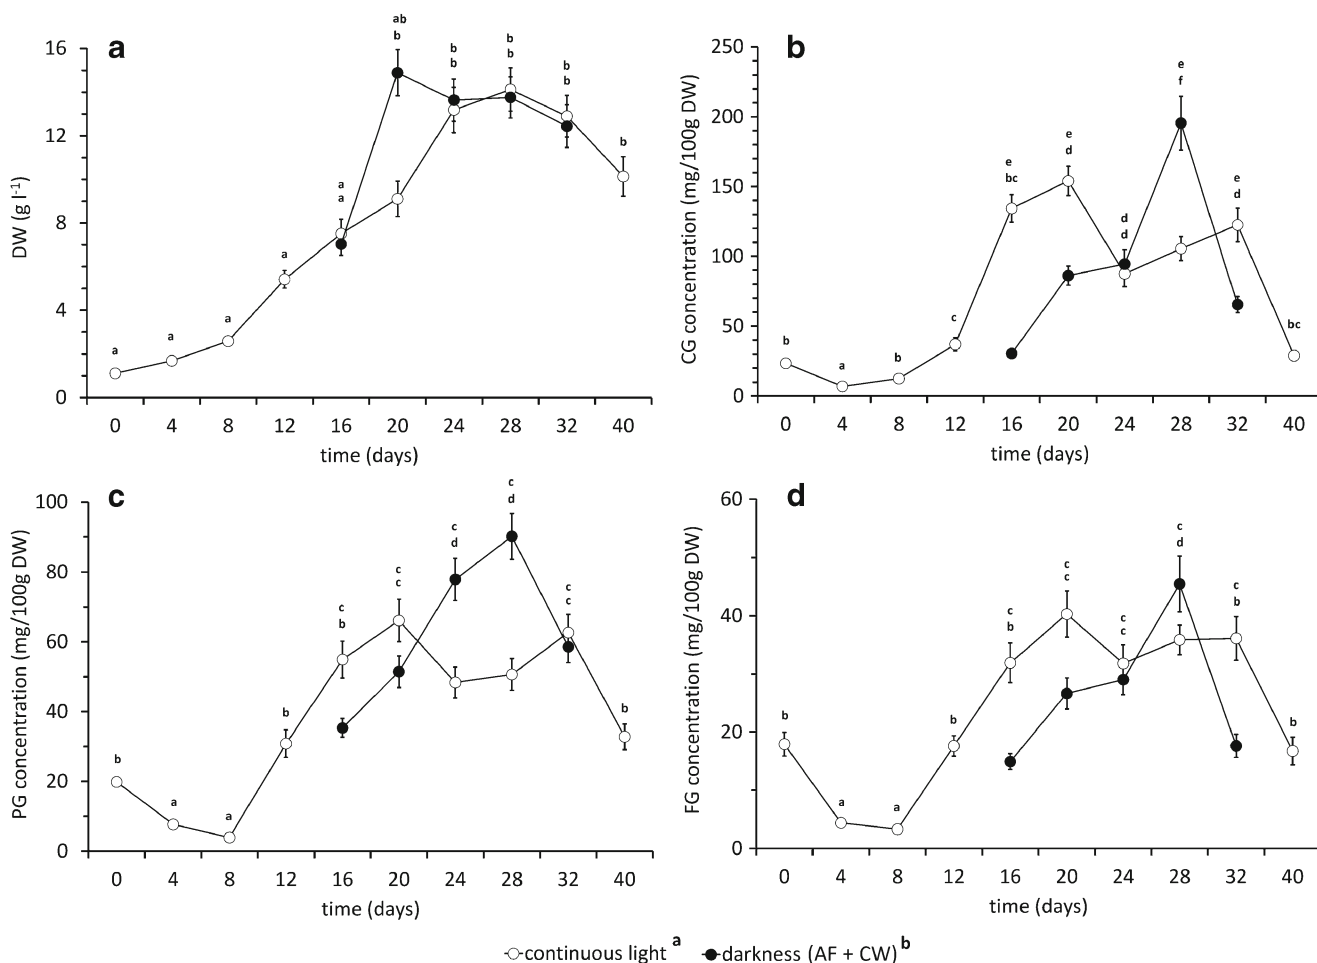 a
DW (g l-1)
16
12
8
4
0
a
a
a
a
a
a
ab
b
b
b
b
b
b
b
b
0 4 8 12 16 20 24 28 32 40
time (days)
b
CG concentration (mg/100g DW)
250
200
150
100
50
0
b
a
b
c
e
bc
e
d
d
d
e
f
e
d
bc
0 4 8 12 16 20 24 28 32 40
time (days)
c
PG concentration (mg/100g DW)
100
80
60
40
20
0
b
a
a
b
c
b
c
c
c
d
c
d
c
c
b
0 4 8 12 16 20 24 28 32 40
time (days)
d
FG concentration (mg/100g DW)
60
40
20
0
b
a
a
b
c
b
c
c
c
c
c
d
c
b
b
0 4 8 12 16 20 24 28 32 40
time (days)
continuous light a darkness (AF + CW) b